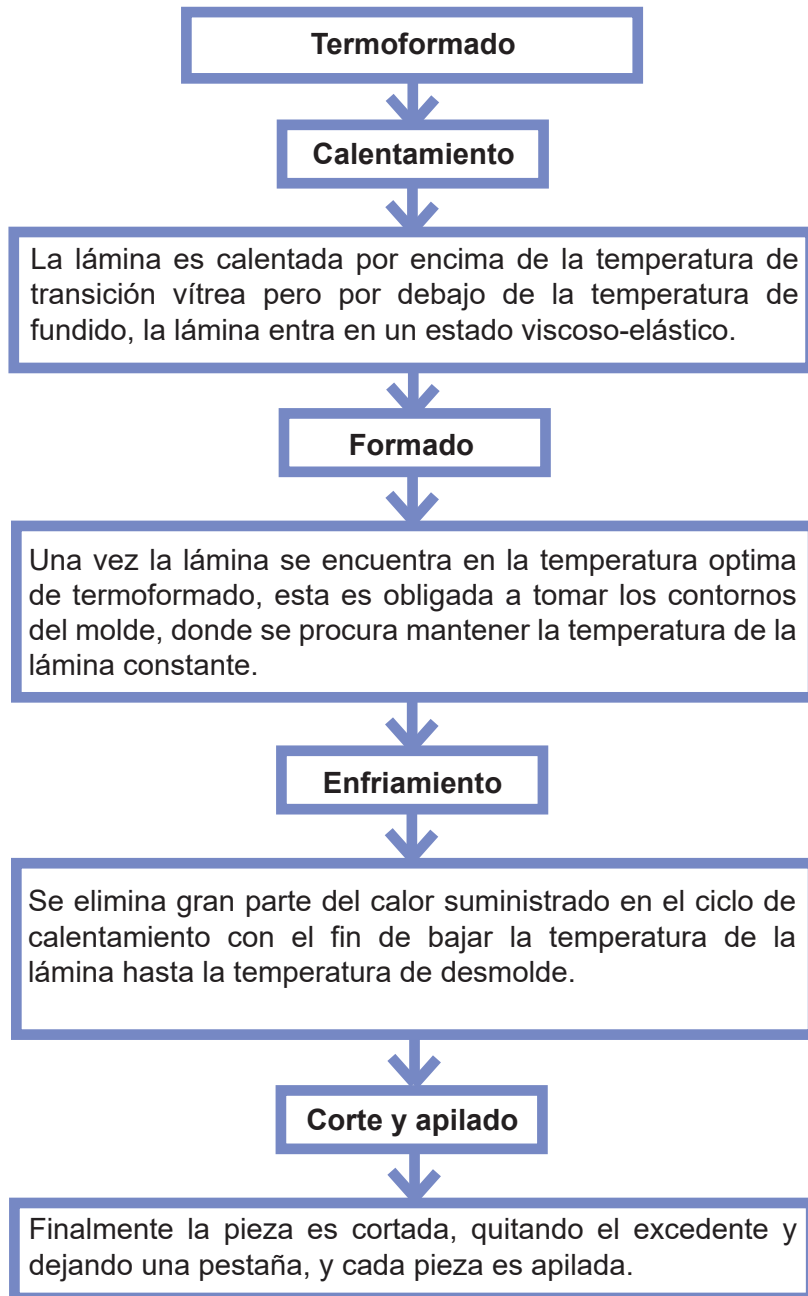 Termoformado
Calentamiento
La lámina es calentada por encima de la temperatura de
transición vítrea pero por debajo de la temperatura de
fundido, la lámina entra en un estado viscoso-elástico.
Formado
Una vez la lámina se encuentra en la temperatura optima
de termoformado, esta es obligada a tomar los contornos
del molde, donde se procura mantener la temperatura de la
lámina constante.
Enfriamiento
Se elimina gran parte del calor suministrado en el ciclo de
calentamiento con el fin de bajar la temperatura de la
lámina hasta la temperatura de desmolde.
Corte y apilado
Finalmente la pieza es cortada, quitando el excedente y
dejando una pestaña, y cada pieza es apilada.